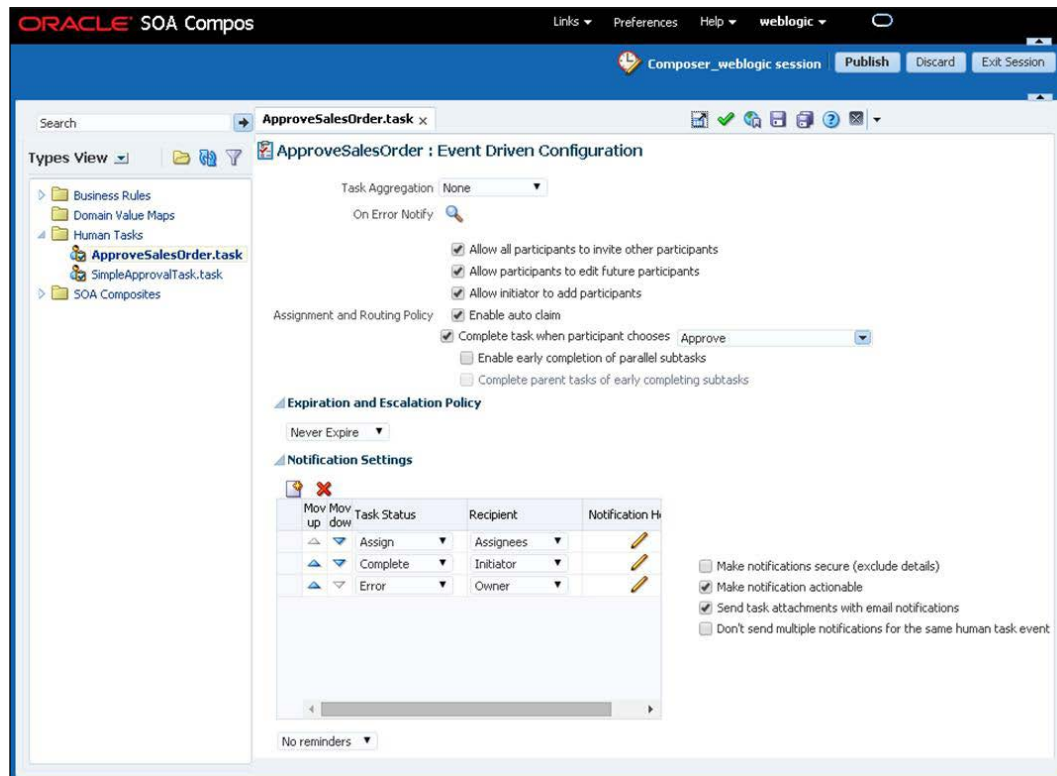 ORACLE SOA Compos
Links Preferences Help weblogic
Composer_weblogic session Publish Discard Exit Session
Search
ApproveSalesOrder.task x
Types View
ApproveSalesOrder : Event Driven Configuration
Business Rules
Domain Value Maps
Human Tasks
ApproveSalesOrder.task
SimpleApprovalTask.task
SOA Composites
Task Aggregation None
On Error Notify
Allow all participants to invite other participants
Allow participants to edit future participants
Allow initiator to add participants
Assignment and Routing Policy Enable auto claim
Complete task when participant chooses Approve
Enable early completion of parallel subtasks
Complete parent tasks of early completing subtasks
Expiration and Escalation Policy
Never Expire
Notification Settings
Mov up Mov dow Task Status Recipient Notification He
Assign Assignees
Complete Initiator
Error Owner
Make notifications secure (exclude details)
Make notification actionable
Send task attachments with email notifications
Don't send multiple notifications for the same human task event
No reminders